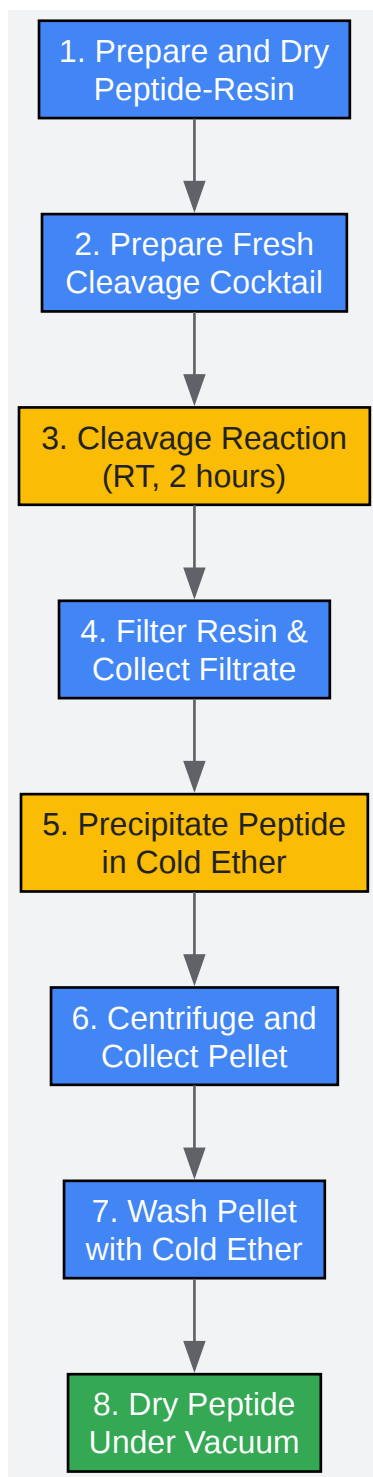 1. Prepare and Dry
Peptide-Resin
2. Prepare Fresh
Cleavage Cocktail
3. Cleavage Reaction
(RT, 2 hours)
4. Filter Resin &
Collect Filtrate
5. Precipitate Peptide
in Cold Ether
6. Centrifuge and
Collect Pellet
7. Wash Pellet
with Cold Ether
8. Dry Peptide
Under Vacuum